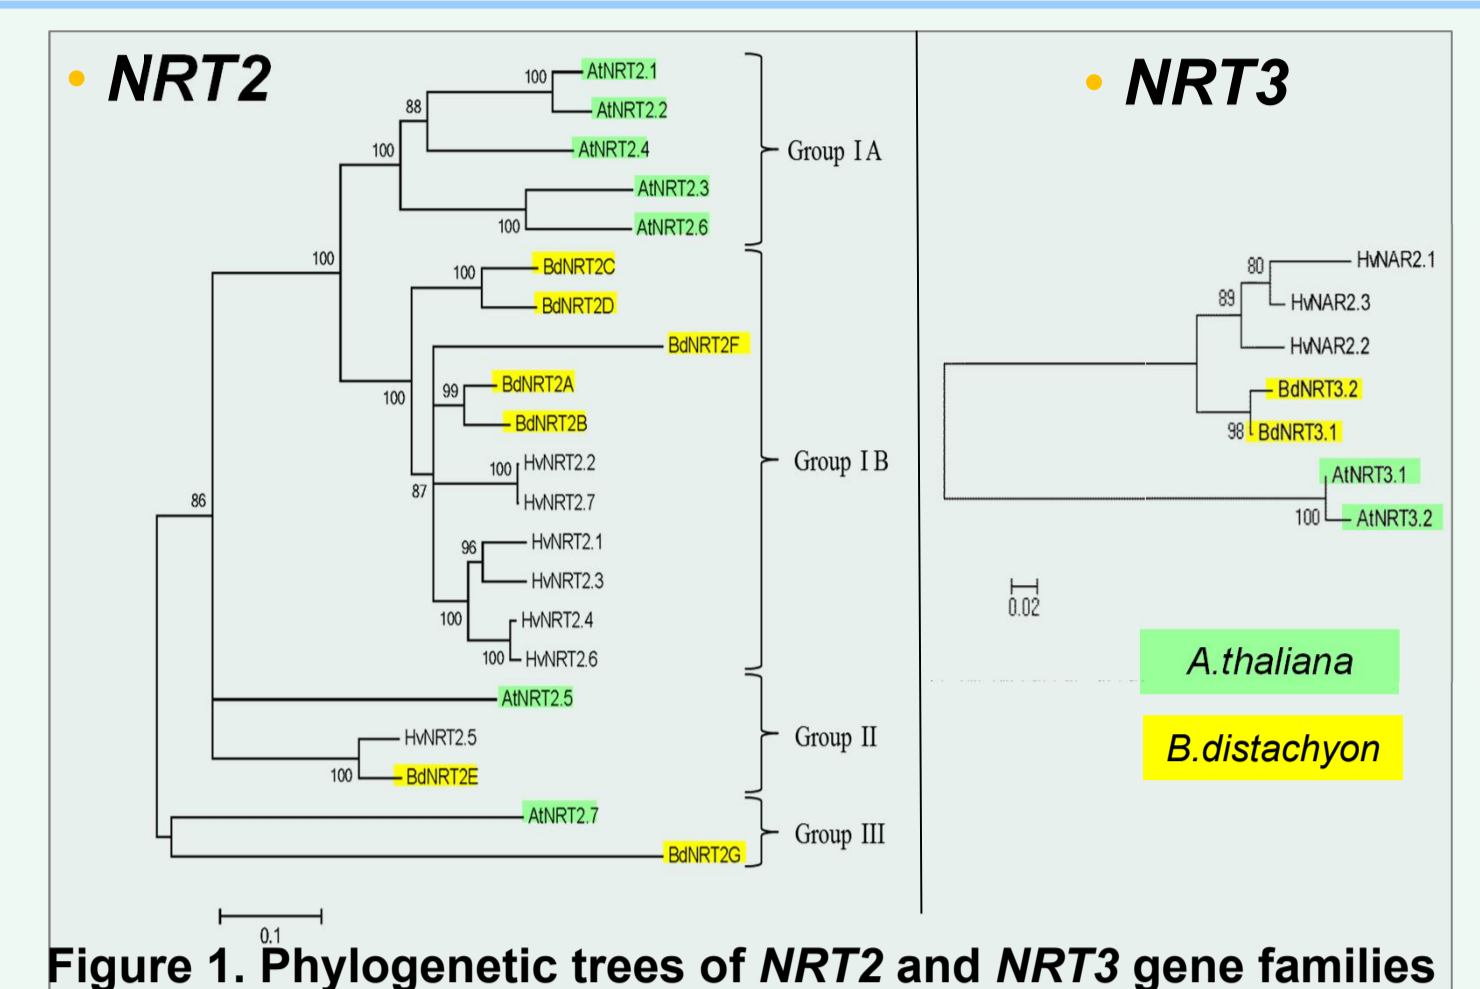 • NRT2
100
AtNRT2.1
88
AtNRT2.2
100
AtNRT2.4
AtNRT2.3
100
AtNRT2.6
Group I A
100
100
BdNRT2C
BdNRT2D
BdNRT2F
100
99
BdNRT2A
BdNRT2B
87
100
HvNRT2.2
HvNRT2.7
96
HvNRT2.1
HvNRT2.3
100
HvNRT2.4
100
HvNRT2.6
Group I B
86
AtNRT2.5
HvNRT2.5
100
BdNRT2E
Group II
AtNRT2.7
BdNRT2G
Group III
0.1
• NRT3
80
HvNAR2.1
89
HvNAR2.3
HvNAR2.2
BdNRT3.2
98
BdNRT3.1
AtNRT3.1
100
AtNRT3.2
0.02
A.thaliana
B.distachyon
Figure 1. Phylogenetic trees of NRT2 and NRT3 gene families